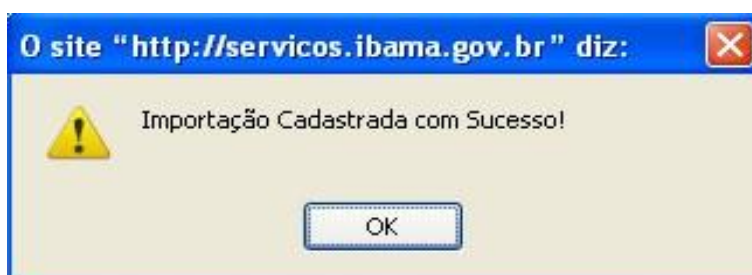 O site "http://servicos.ibama.gov.br" diz:
Importação Cadastrada com Sucesso!
OK